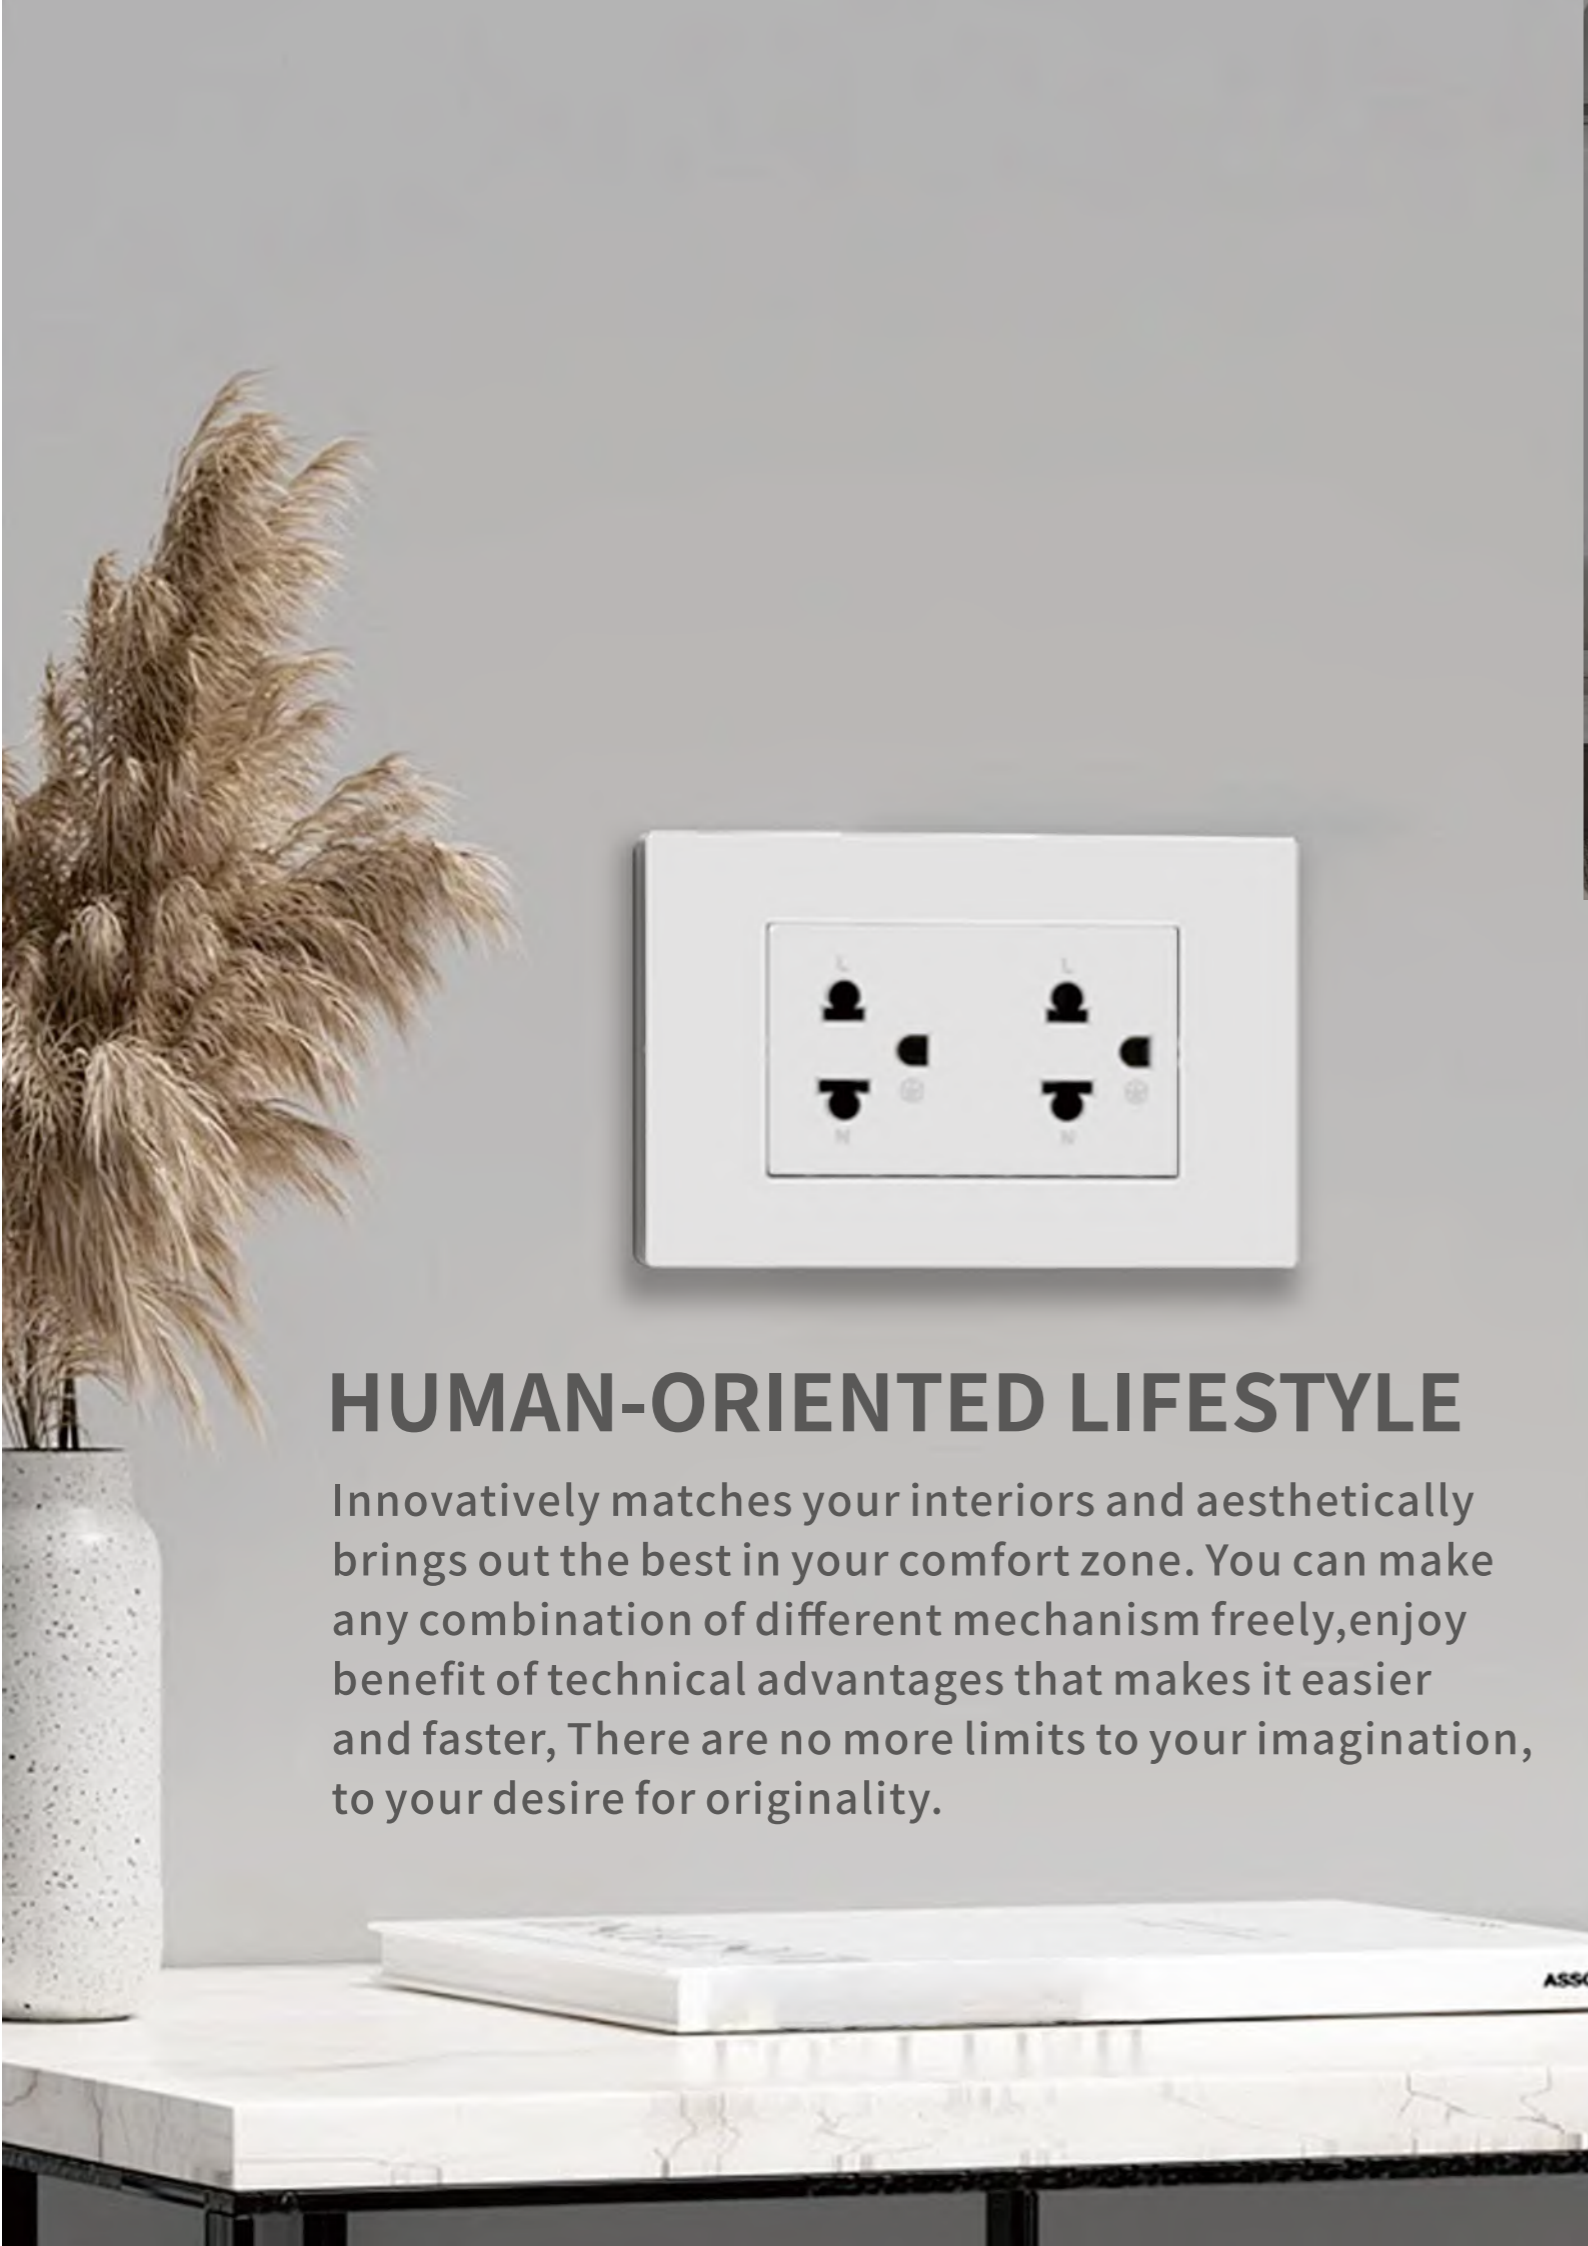 L
L
N
N
HUMAN-ORIENTED LIFESTYLE
Innovatively matches your interiors and aesthetically
brings out the best in your comfort zone. You can make
any combination of different mechanism freely,enjoy
benefit of technical advantages that makes it easier
and faster, There are no more limits to your imagination,
to your desire for originality.